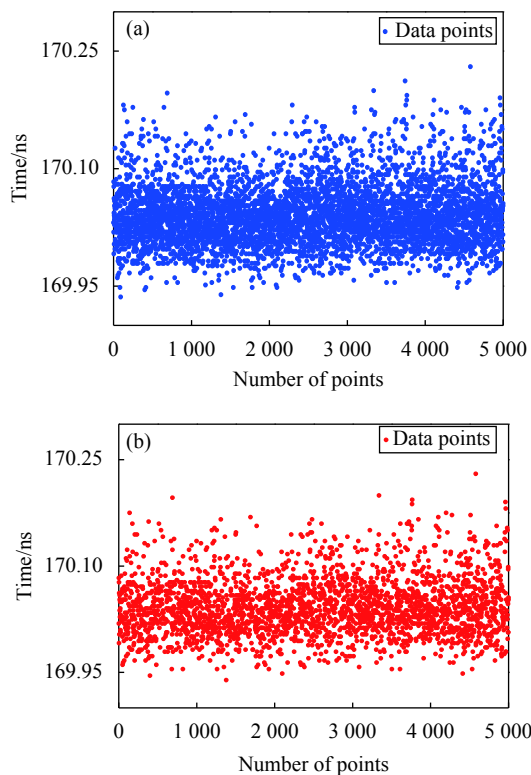 (a)
Data points
170.25
170.10
169.95
Time/ns
0 1 000 2 000 3 000 4 000 5 000
Number of points
(b)
Data points
170.25
170.10
169.95
Time/ns
0 1 000 2 000 3 000 4 000 5 000
Number of points